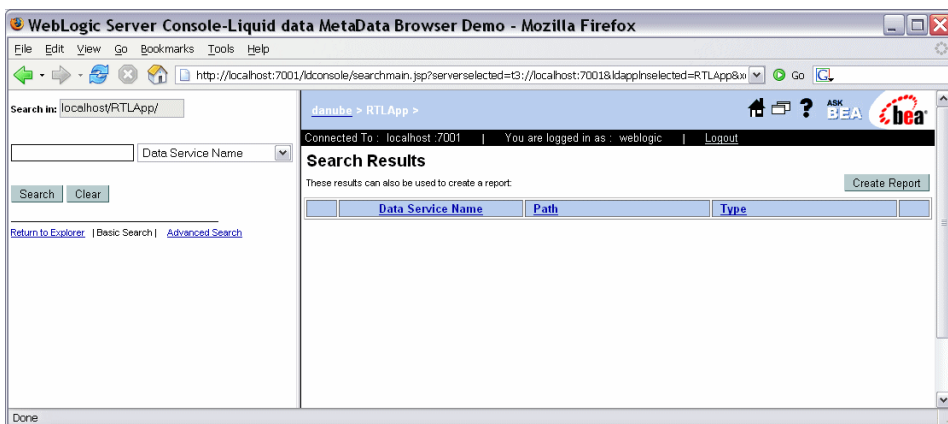 WebLogic Server Console-Liquid data MetaData Browser Demo - Mozilla Firefox
File Edit View Go Bookmarks Tools Help
http://localhost:7001/ldconsole/searchmain.jsp?serverselected=t3://localhost:7001&ldapplnselected=RTLApp&x
Go
Search in: localhost/RTLApp/
danube > RTLApp >
ASK BEA
bea
Connected To : localhost :7001 | You are logged in as : weblogic | Logout
Data Service Name
Search Results
These results can also be used to create a report:
Create Report
Search Clear
Data Service Name Path Type
Return to Explorer | Basic Search | Advanced Search
Done